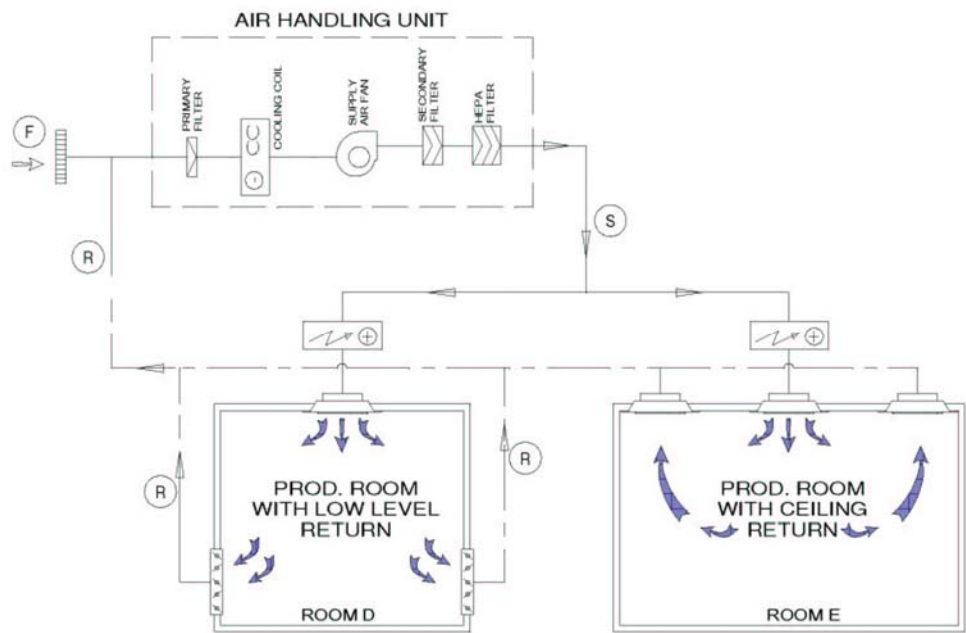 AIR HANDLING UNIT
PRIMARY
FILTER
CC
COOLING COIL
SUPPLY
AIR FAN
SECONDARY
FILTER
HEPA
FILTER
F
S
R
R
R
PROD. ROOM
WITH LOW LEVEL
RETURN
ROOM D
PROD. ROOM
WITH CEILING
RETURN
ROOM E